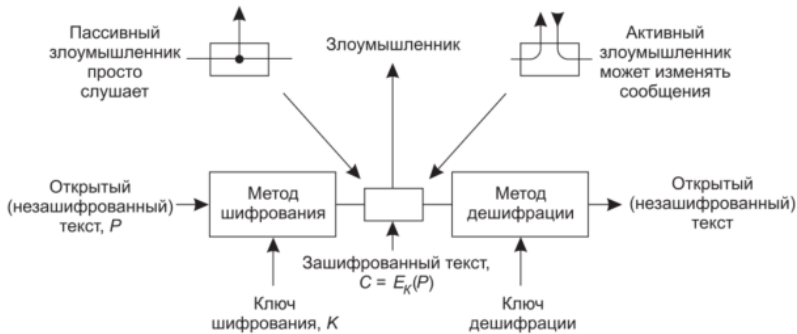 Пассивный
злоумышленник
просто
слушает
Злоумышленник
Активный
злоумышленник
может изменять
сообщения
Открытый
(незашифрованный)
текст, P
Метод
шифрования
Метод
дешифрации
Открытый
(незашифрованный)
текст
Зашифрованный текст,
C = E_K(P)
Ключ
шифрования, K
Ключ
дешифрации